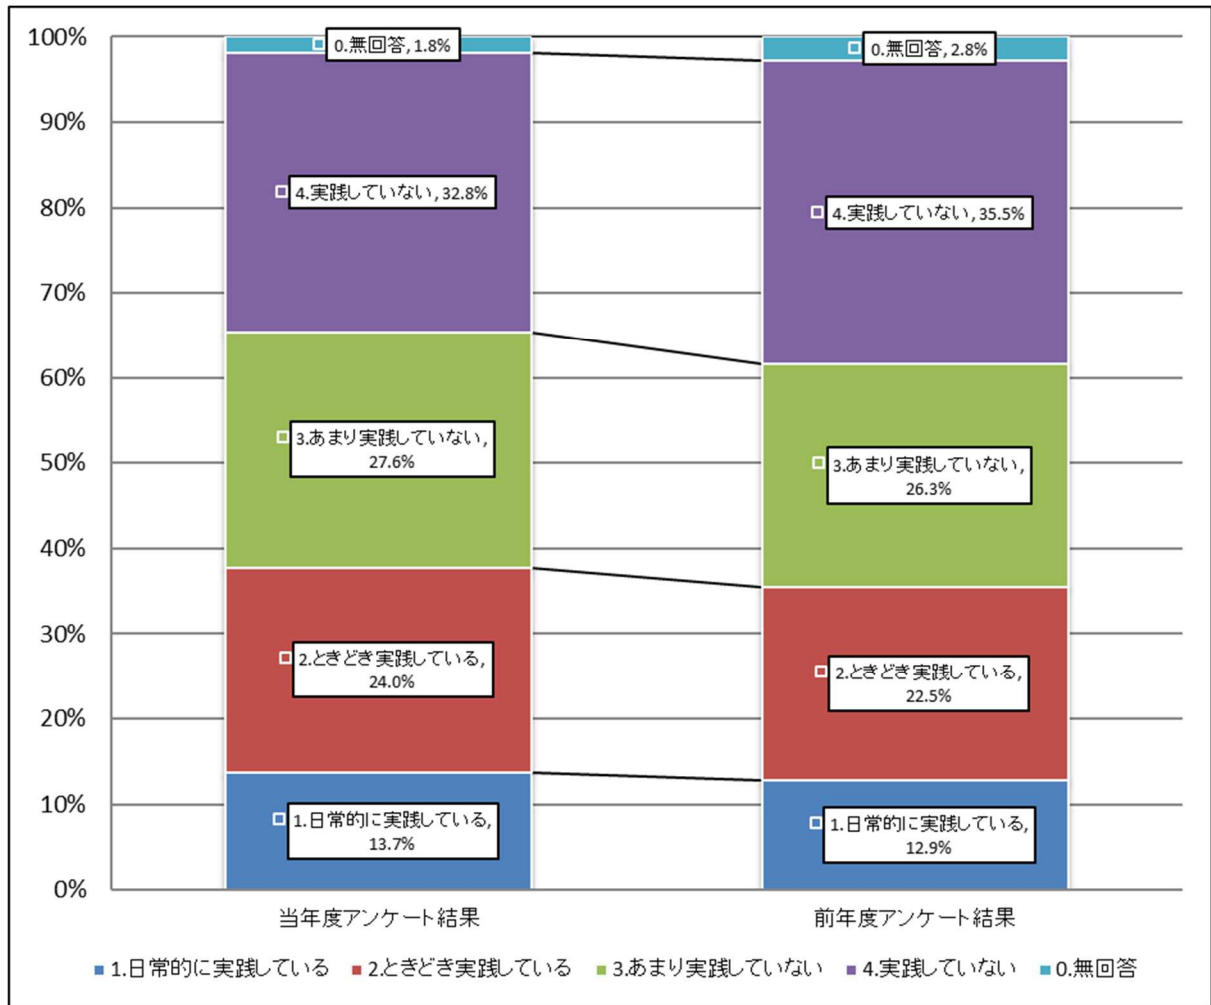 100%
90%
80%
70%
60%
50%
40%
30%
20%
10%
0%
0.無回答, 1.8%
4.実践していない, 32.8%
3.あまり実践していない,
27.6%
2.ときどき実践している,
24.0%
1.日常的に実践している,
13.7%
0.無回答, 2.8%
4.実践していない, 35.5%
3.あまり実践していない,
26.3%
2.ときどき実践している,
22.5%
1.日常的に実践している,
12.9%
当年度アンケート結果
前年度アンケート結果
1.日常的に実践している 2.ときどき実践している 3.あまり実践していない 4.実践していない 0.無回答